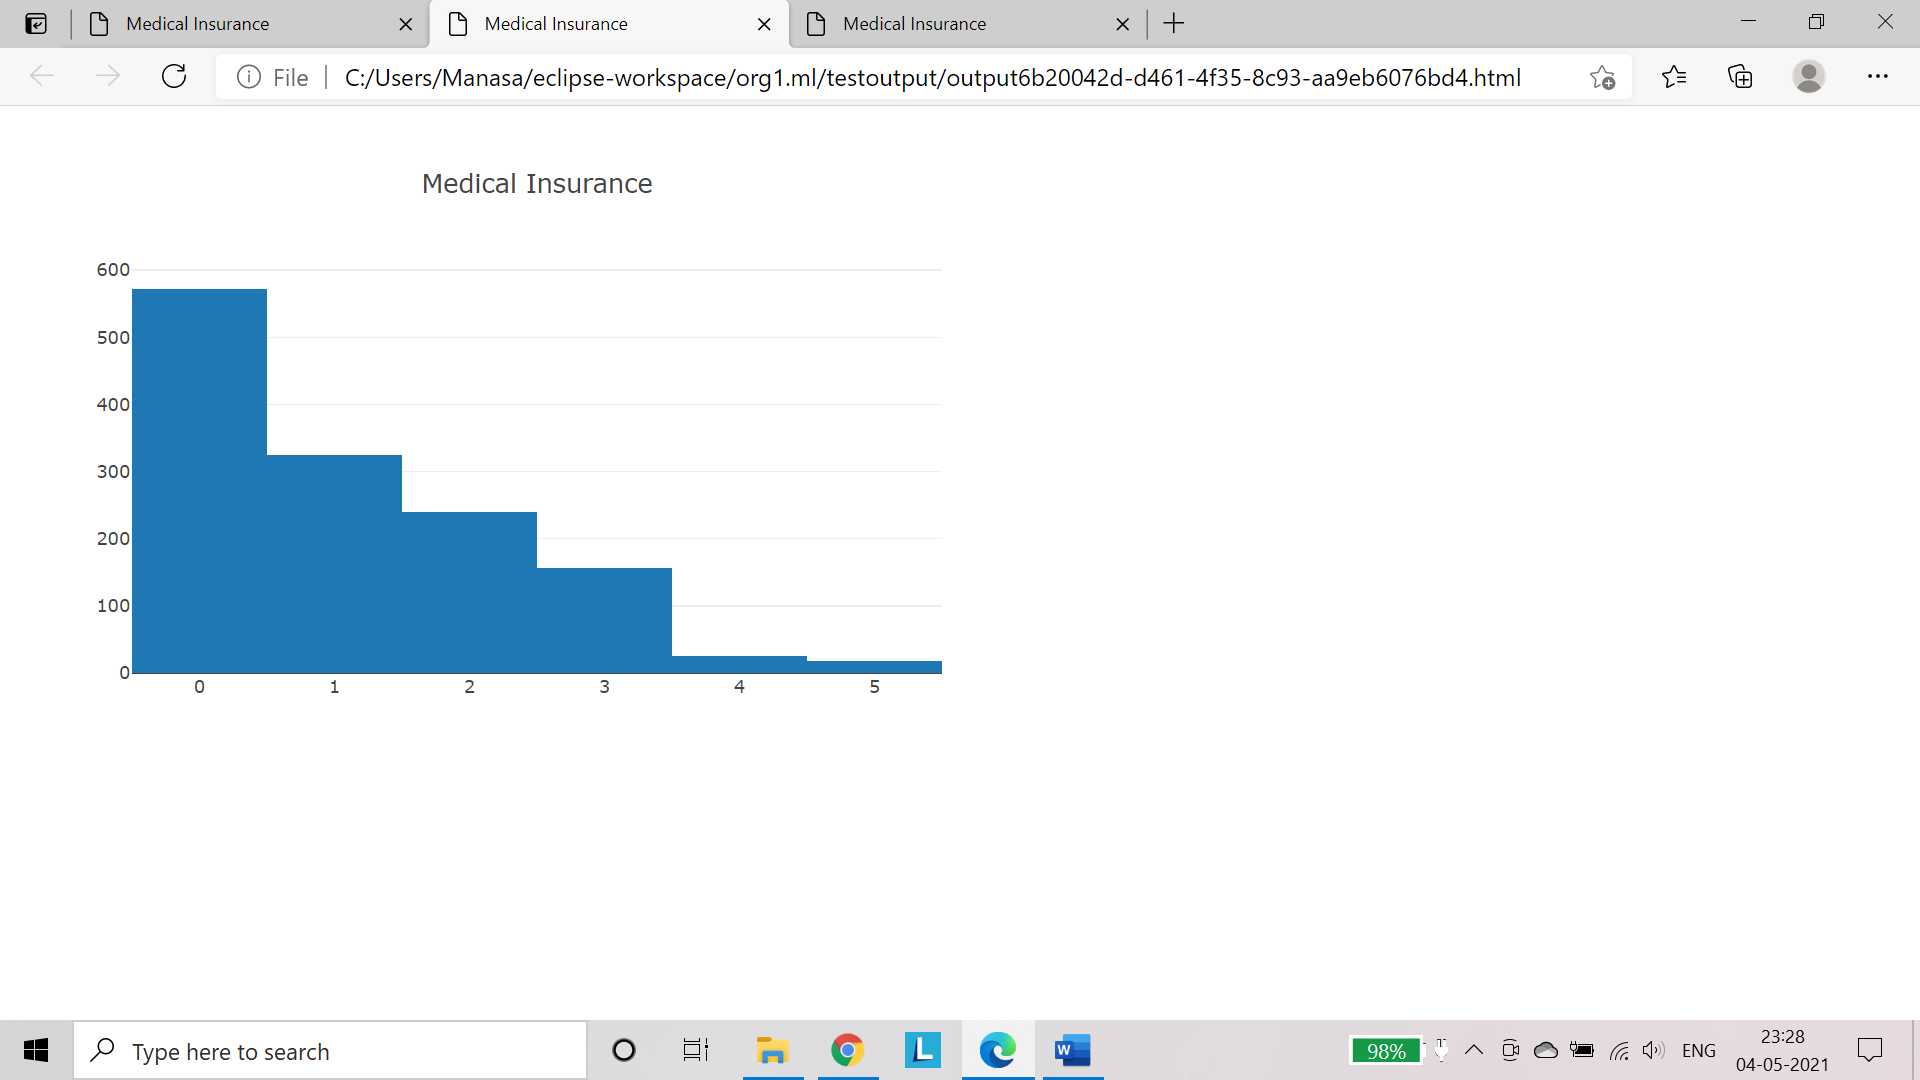 Medical Insurance
Medical Insurance
Medical Insurance
File
C:/Users/Manasa/eclipse-workspace/org1.ml/testoutput/output6b20042d-d461-4f35-8c93-aa9eb6076bd4.html
Medical Insurance
600
500
400
300
200
100
0
0 1 2 3 4 5
Type here to search
L
W
98%
ENG
23:28
04-05-2021